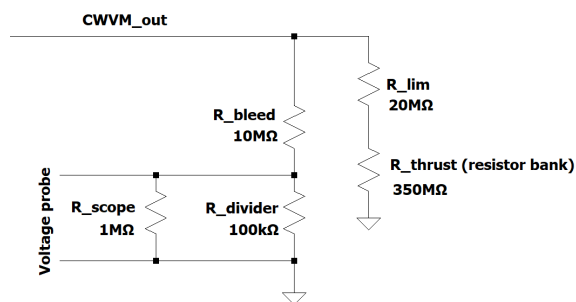 CWVM_out
R_lim
20MΩ
R_bleed
10MΩ
R_thrust (resistor bank)
350MΩ
Voltage probe
R_scope
1MΩ
R_divider
100kΩ